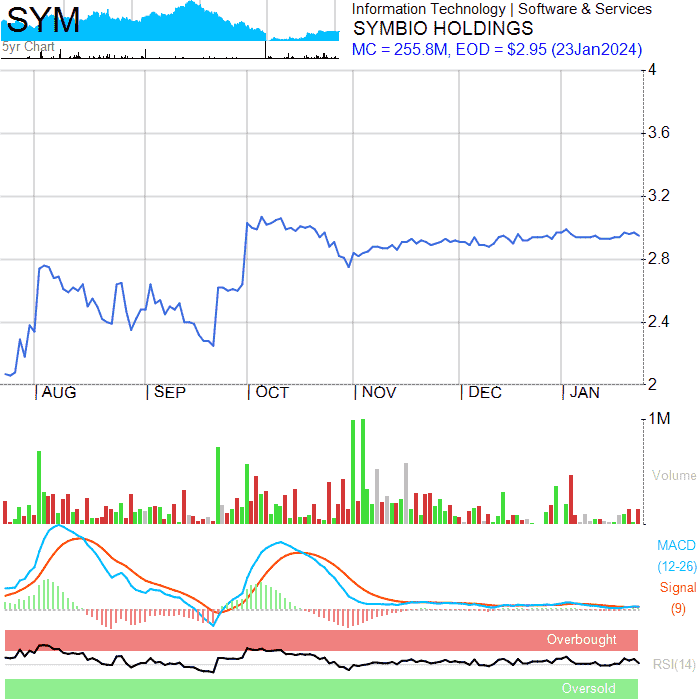 SYM
5yr Chart
Information Technology | Software & Services
SYMBIO HOLDINGS
MC = 255.8M, EOD = $2.95 (23Jan2024)
4
3.6
3.2
2.8
2.4
2
AUG
SEP
OCT
NOV
DEC
JAN
1M
Volume
MACD
(12-26)
Signal
(9)
Overbought
RSI(14)
Oversold